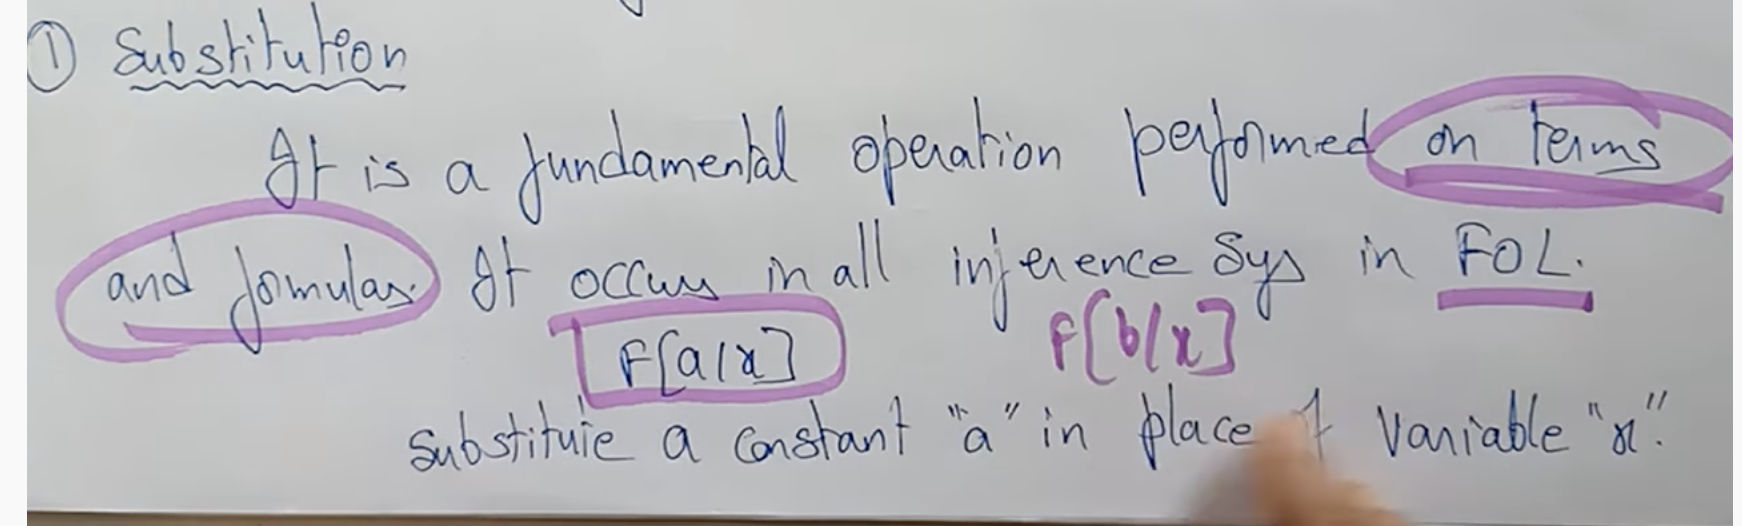 ① Substitution
It is a fundamental operation performed on terms
and formulas. It occurs in all inference Sys in FOL.
F[a/x] F[b/x]
Substitute a constant "a" in place of variable "x".